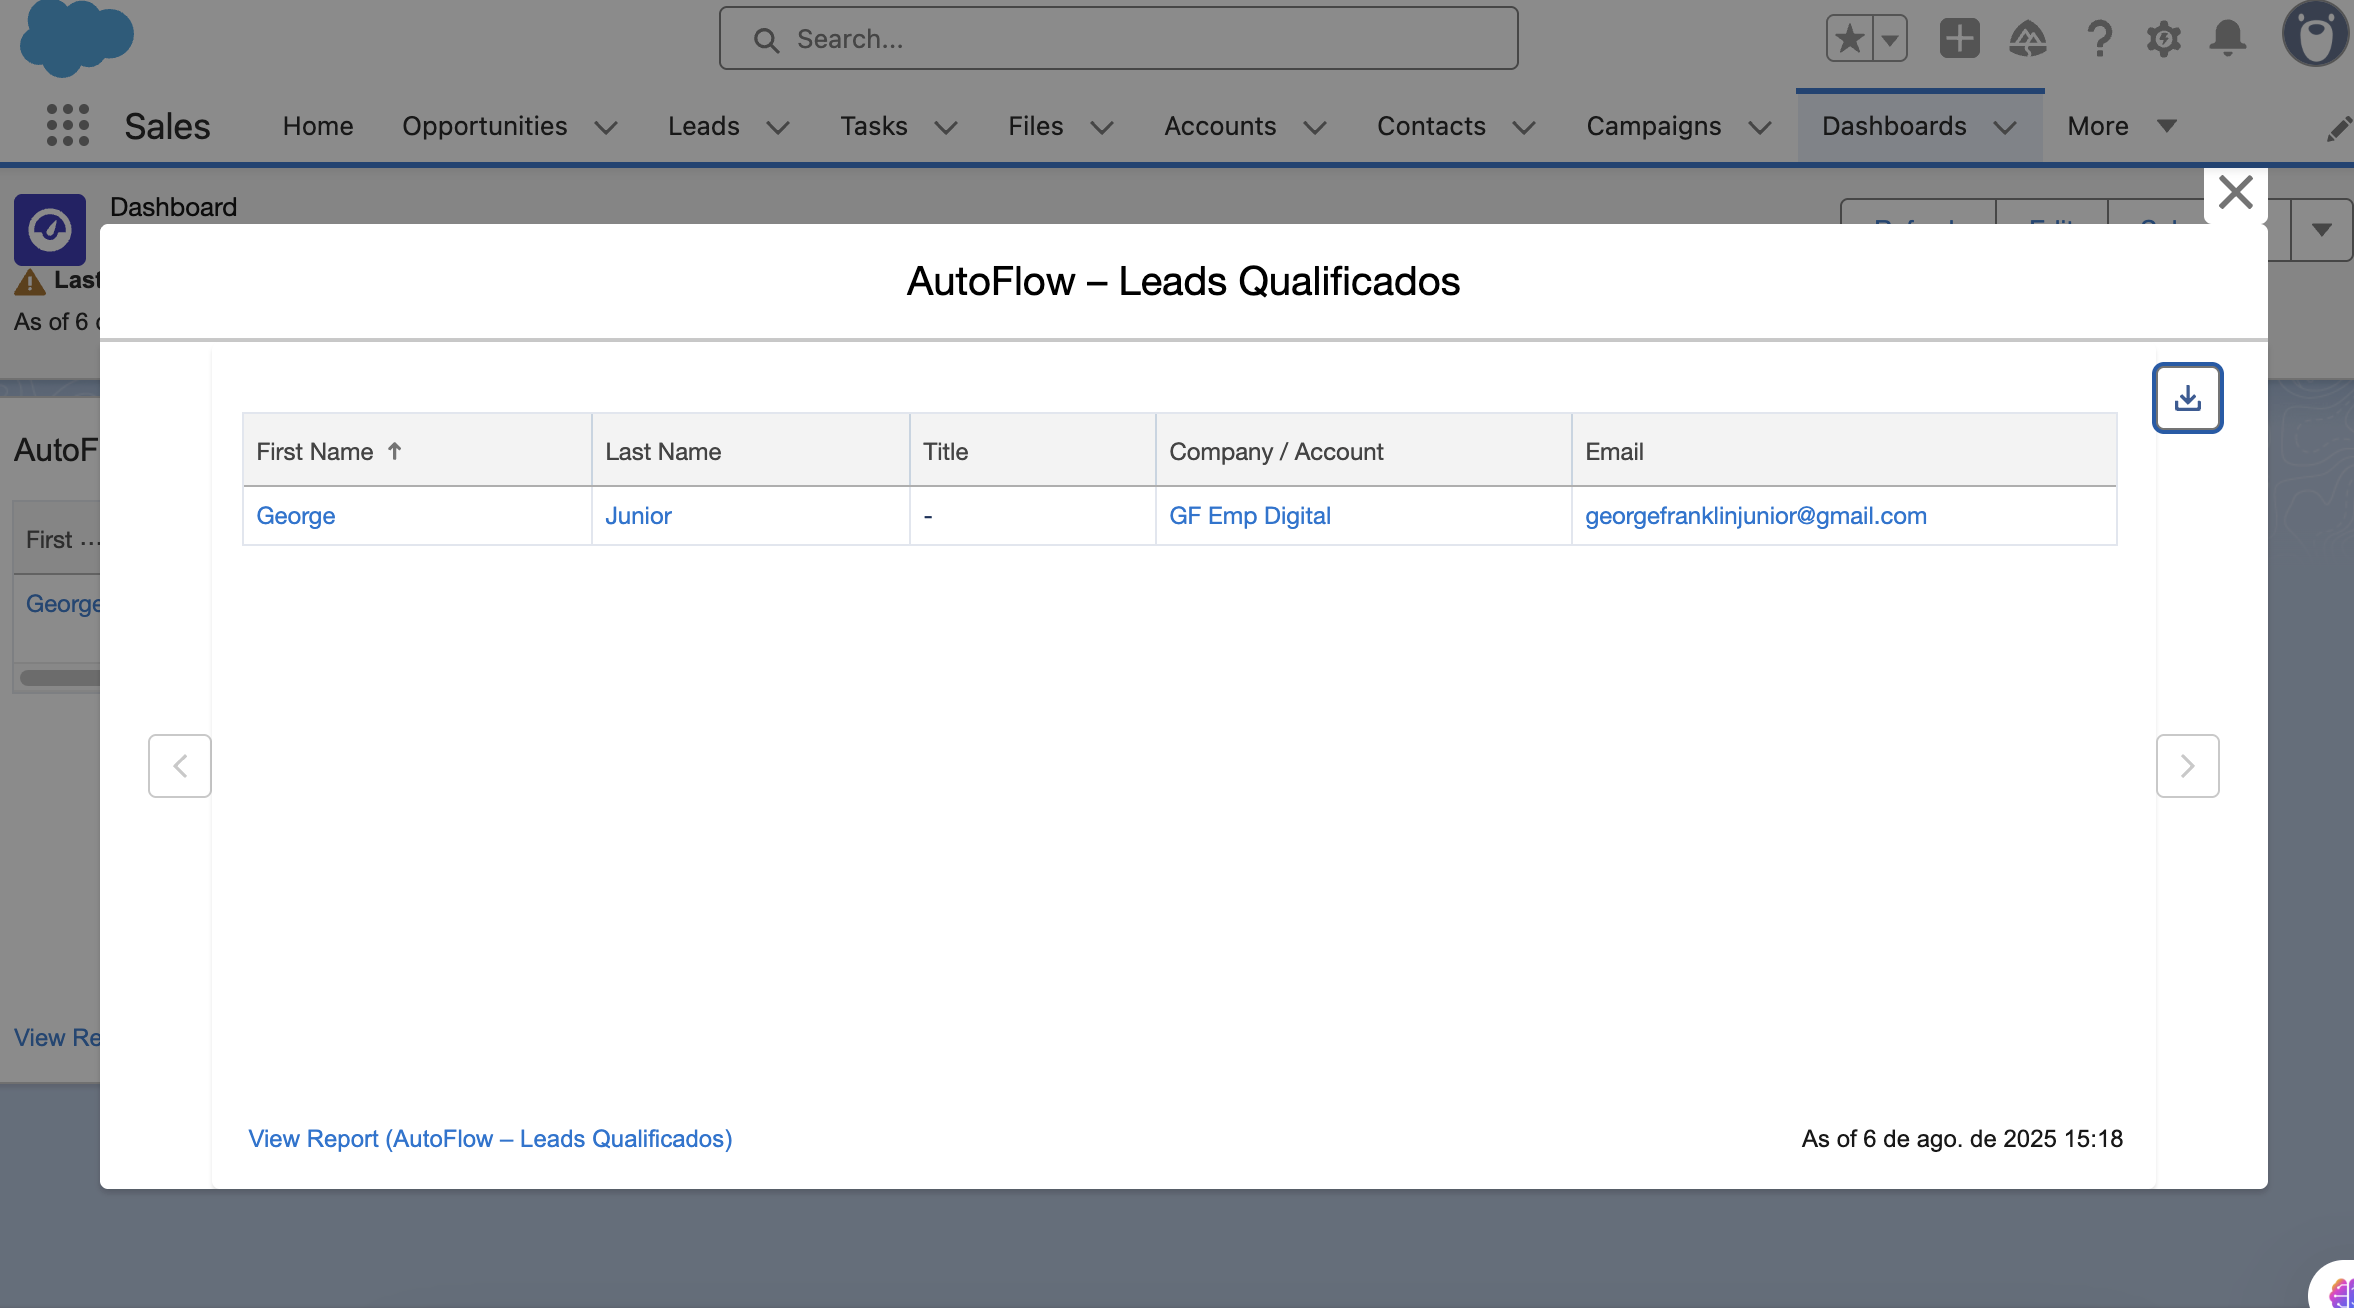 Search...
Sales Home Opportunities Leads Tasks Files Accounts Contacts Campaigns Dashboards More
Dashboard
Last
As of 6
AutoFlow – Leads Qualificados
AutoF
First Name Last Name Title Company / Account Email
George Junior - GF Emp Digital georgefranklinjunior@gmail.com
First ...
George
View Re
View Report (AutoFlow – Leads Qualificados)
As of 6 de ago. de 2025 15:18